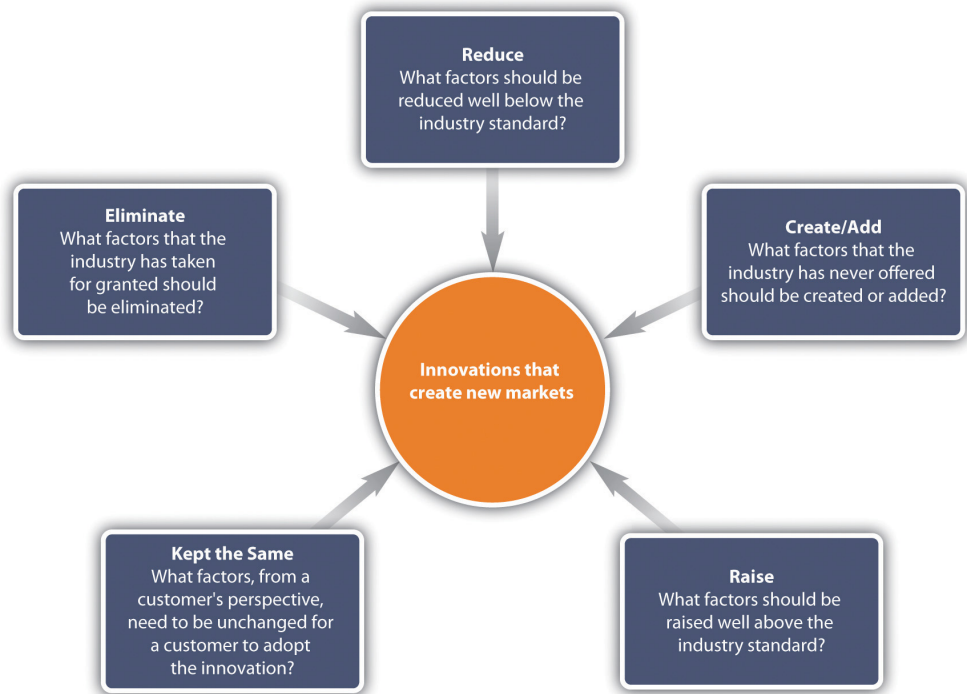 Reduce
What factors should be
reduced well below the
industry standard?
Eliminate
What factors that the
industry has taken
for granted should
be eliminated?
Create/Add
What factors that the
industry has never offered
should be created or added?
Innovations that
create new markets
Kept the Same
What factors, from a
customer's perspective,
need to be unchanged for
a customer to adopt
the innovation?
Raise
What factors should be
raised well above the
industry standard?